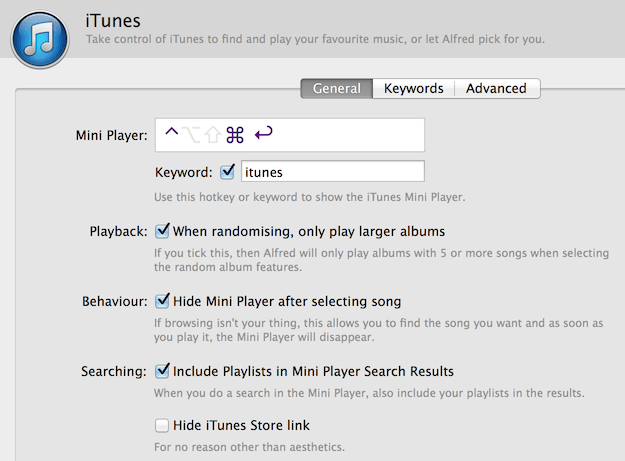 iTunes
Take control of iTunes to find and play your favourite music, or let Alfred pick for you.
General Keywords Advanced
Mini Player: ⌃⌥⇧⌘ ↩
Keyword: itunes
Use this hotkey or keyword to show the iTunes Mini Player.
Playback: When randomising, only play larger albums
If you tick this, then Alfred will only play albums with 5 or more songs when selecting
the random album features.
Behaviour: Hide Mini Player after selecting song
If browsing isn't your thing, this allows you to find the song you want and as soon as
you play it, the Mini Player will disappear.
Searching: Include Playlists in Mini Player Search Results
When you do a search in the Mini Player, also include your playlists in the results.
Hide iTunes Store link
For no reason other than aesthetics.